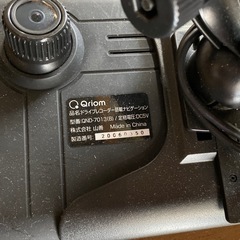 Qriom
品名:ドライブレコーダー搭載ナビゲーション
型番:QND-7013(B) / 定格電圧:DC5V
株式会社 山善 Made in China
製造番号:2006R350